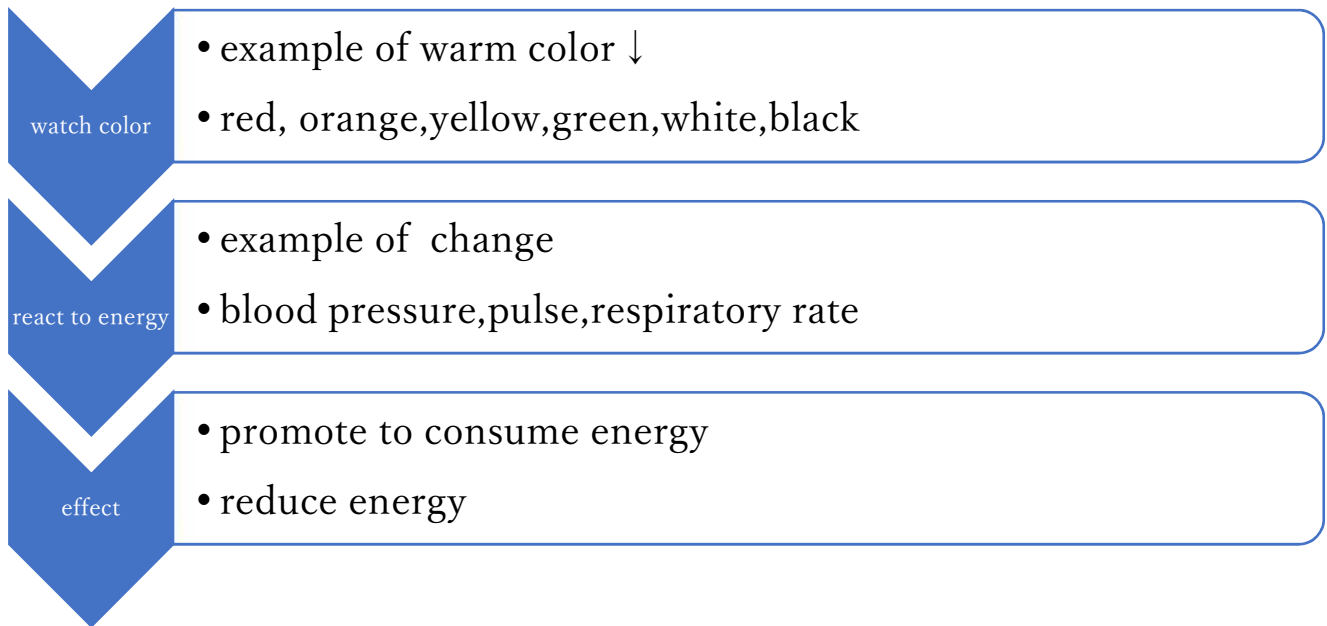 watch color
• example of warm color ↓
• red, orange,yellow,green,white,black
react to energy
• example of  change
• blood pressure,pulse,respiratory rate
effect
• promote to consume energy
• reduce energy